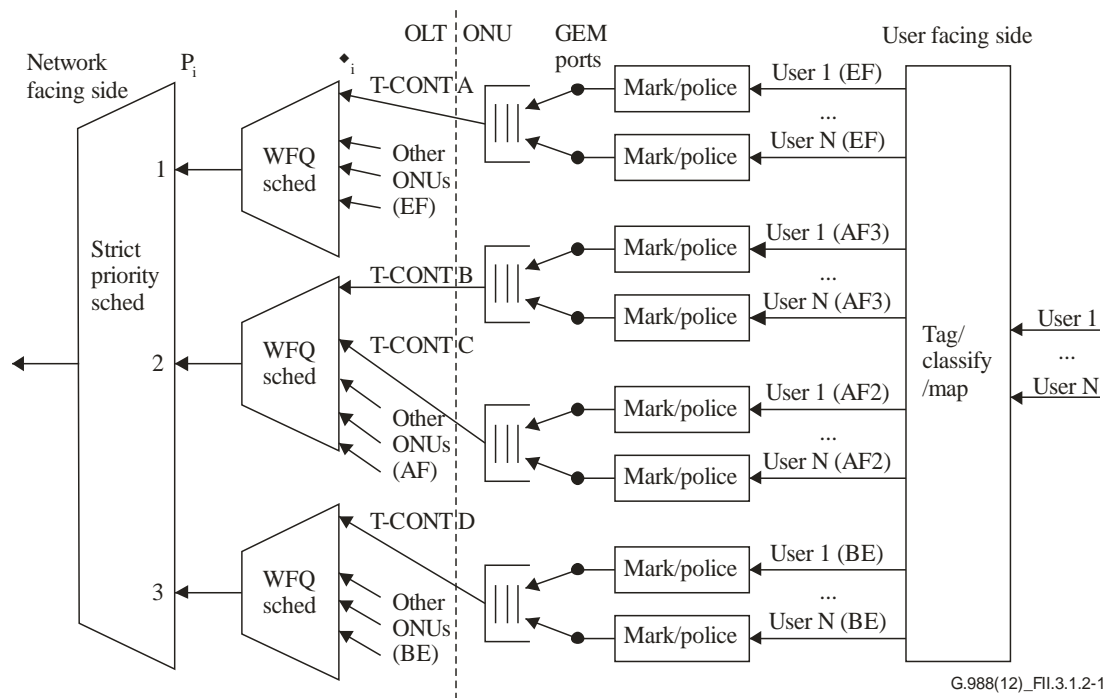 OLT
ONU
GEM
ports
User facing side
Network
facing side
P i
◆ i
T-CONT A
Mark/police
User 1 (EF)
...
Mark/police
User N (EF)
WFQ
sched
Other
ONUs
(EF)
1
Strict
priority
sched
T-CONT B
Mark/police
User 1 (AF3)
...
Mark/police
User N (AF3)
T-CONT C
2
WFQ
sched
Other
ONUs
(AF)
Mark/police
User 1 (AF2)
...
Mark/police
User N (AF2)
Tag/
classify
/map
User 1
...
User N
T-CONT D
3
WFQ
sched
Other
ONUs
(BE)
Mark/police
User 1 (BE)
...
Mark/police
User N (BE)
G.988(12)_FII.3.1.2-1